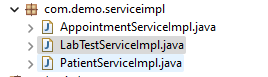 com.demo.serviceimpl
AppointmentServiceImpl.java
LabTestServiceImpl.java
PatientServiceImpl.java